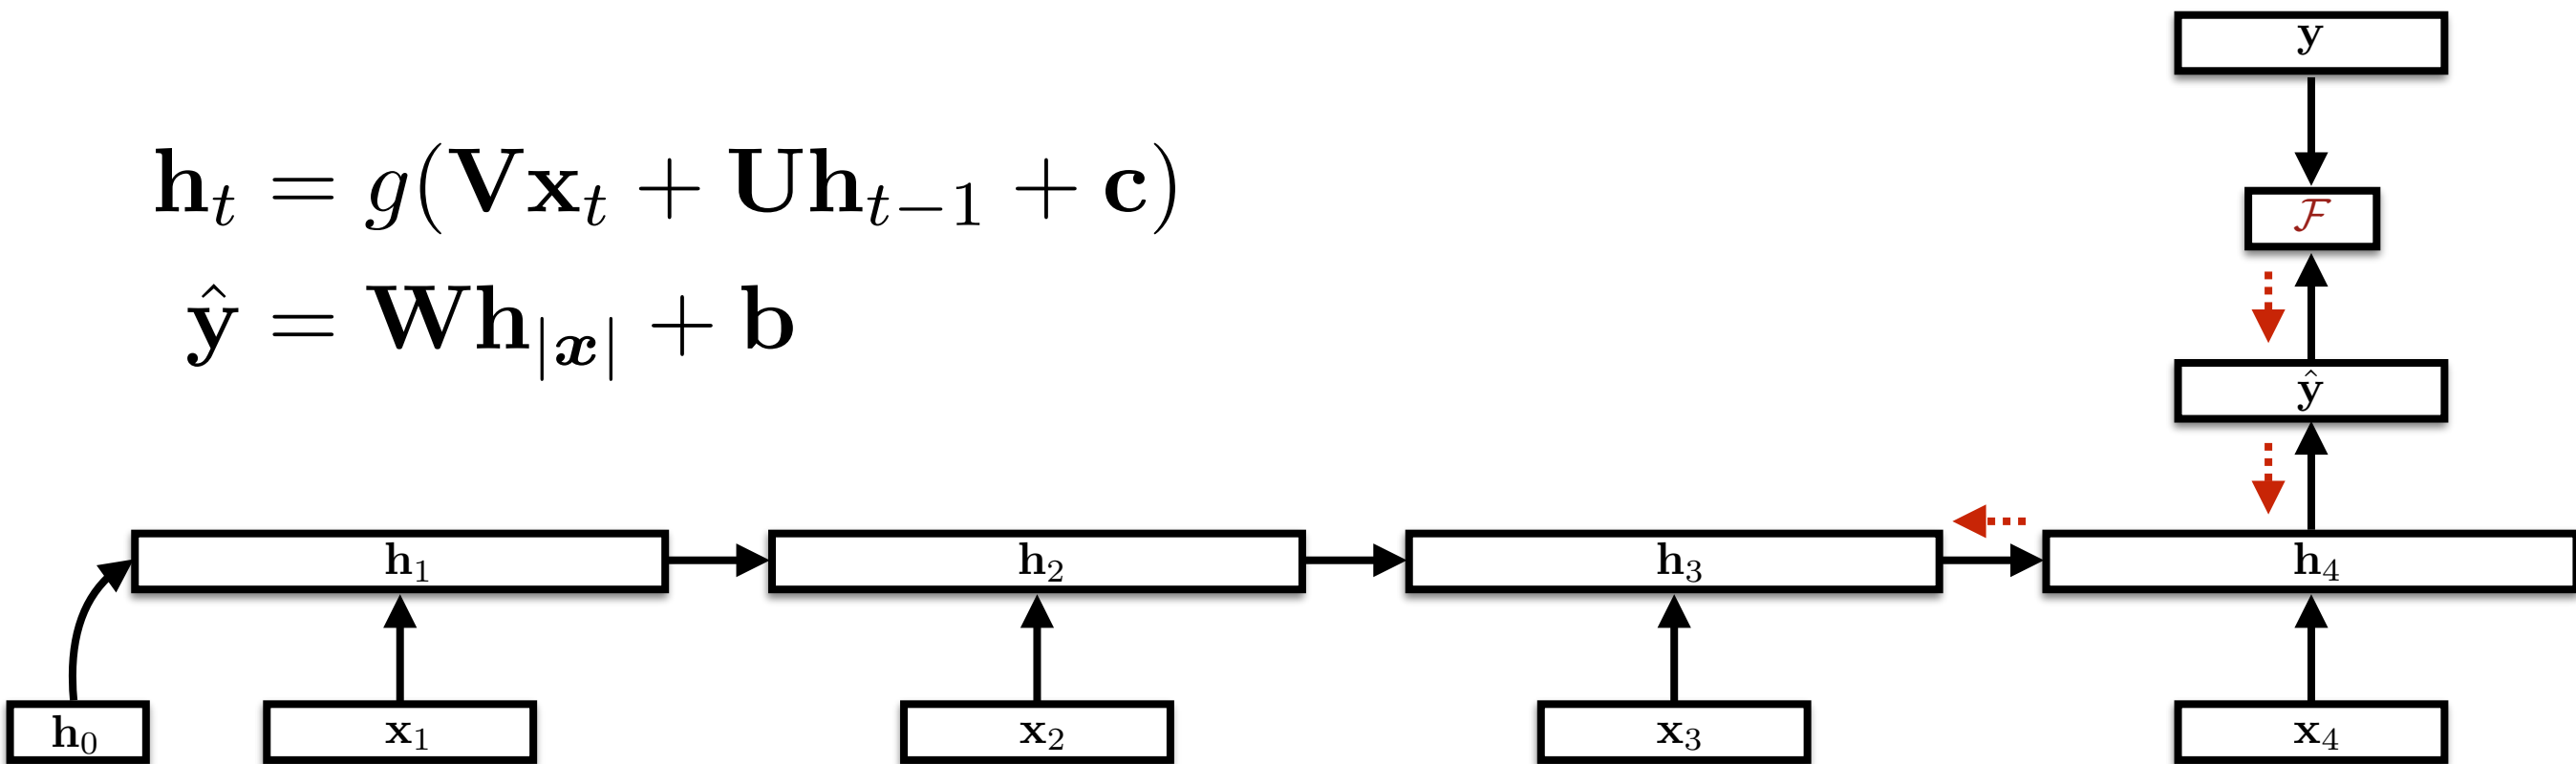 y
h_t = g(Vx_t + Uh_{t−1} + c)
F
ŷ = Wh_{|x|} + b
ŷ
h_1 h_2 h_3 h_4
h_0 x_1 x_2 x_3 x_4